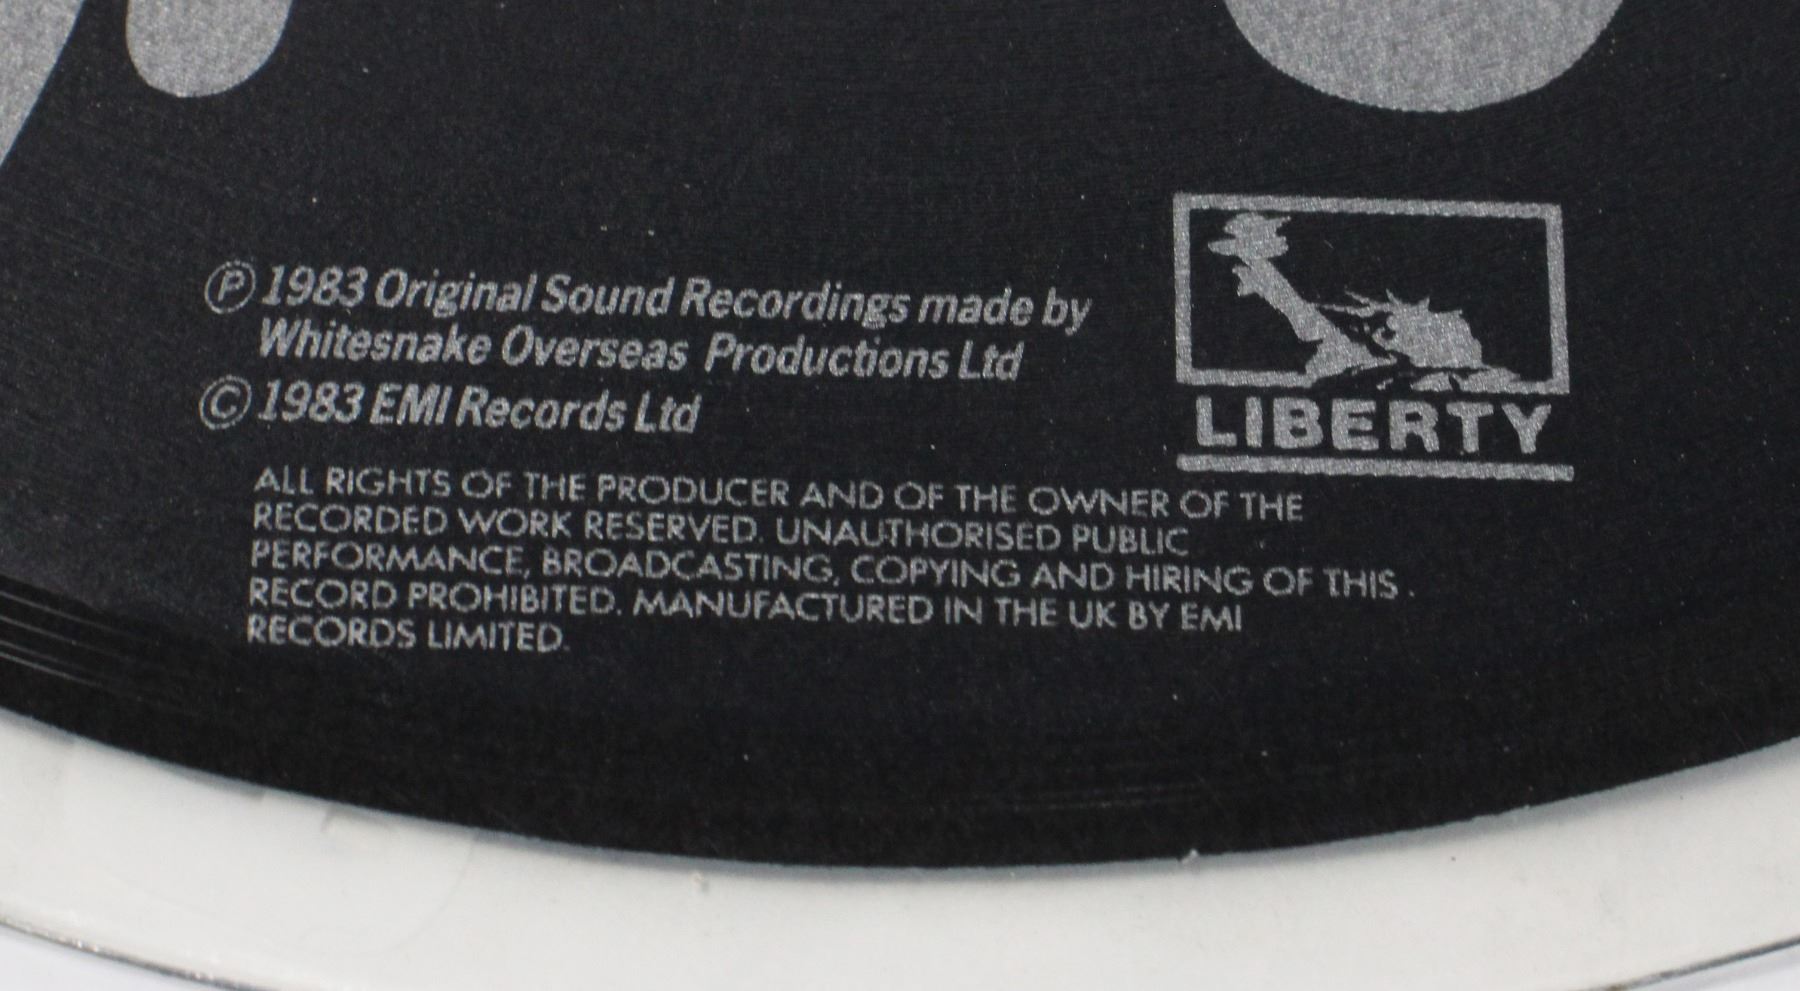 Ⓟ 1983 Original Sound Recordings made by
Whitesnake Overseas Productions Ltd
© 1983 EMI Records Ltd
LIBERTY
ALL RIGHTS OF THE PRODUCER AND OF THE OWNER OF THE
RECORDED WORK RESERVED. UNAUTHORISED PUBLIC
PERFORMANCE, BROADCASTING, COPYING AND HIRING OF THIS
RECORD PROHIBITED. MANUFACTURED IN THE UK BY EMI
RECORDS LIMITED.